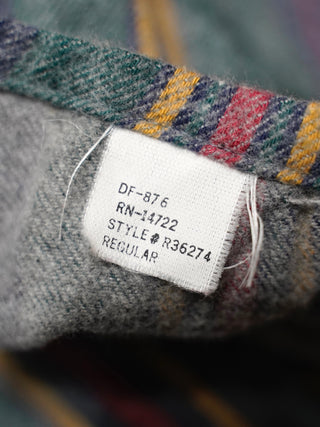 DF-876
RN-14722
STYLE # R36274
REGULAR